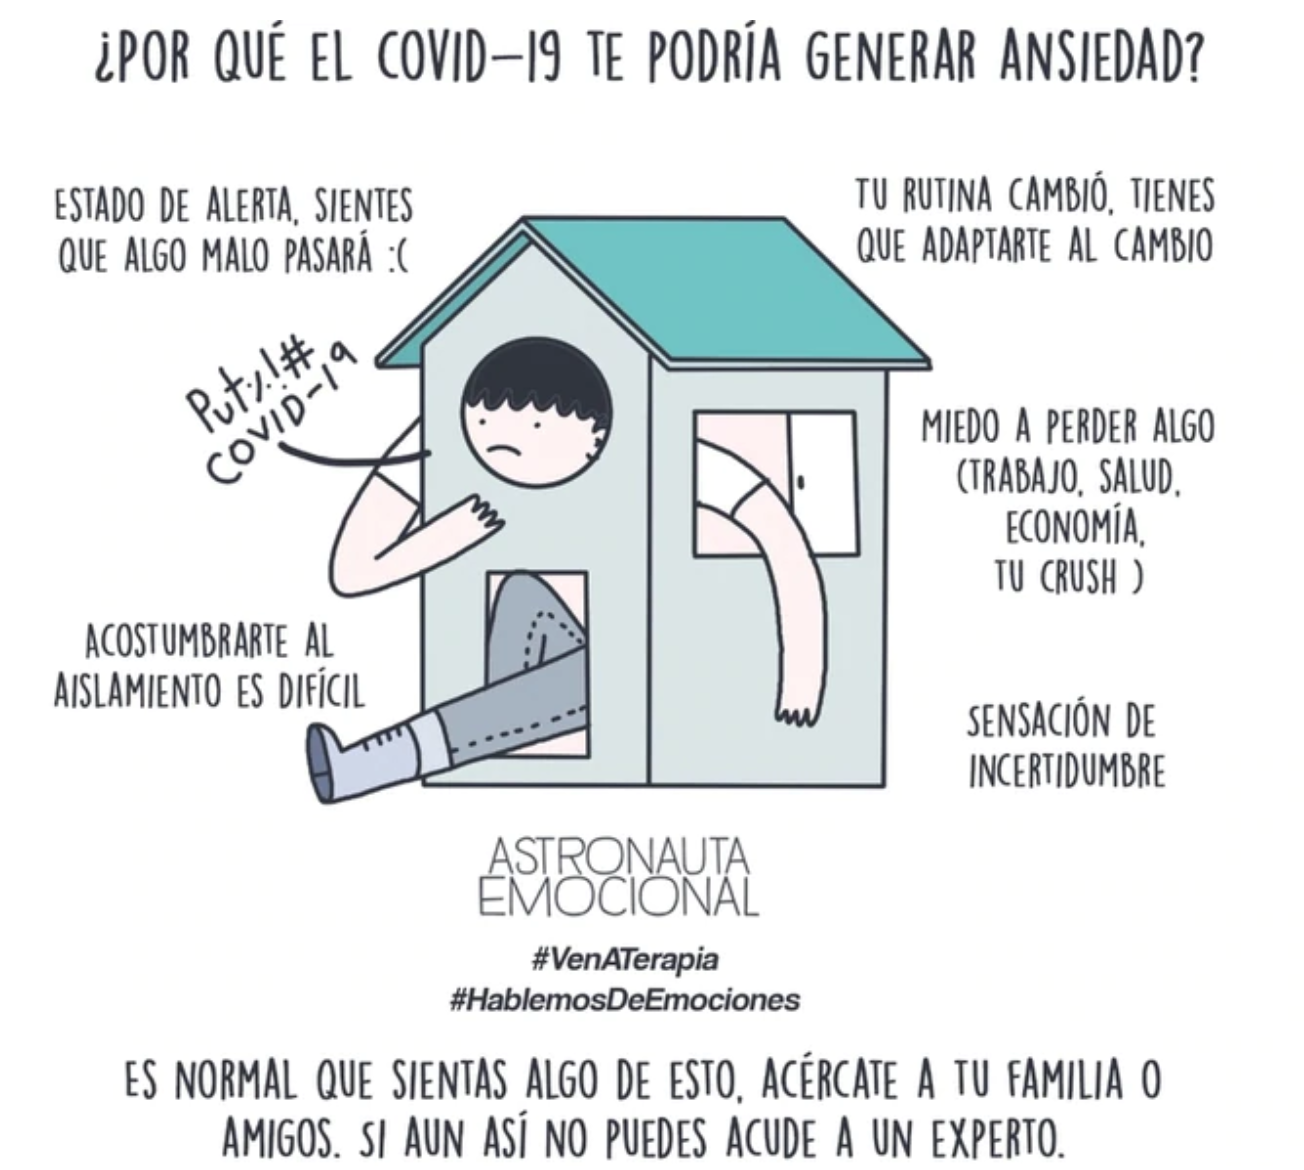 ¿POR QUÉ EL COVID-19 TE PODRÍA GENERAR ANSIEDAD?
ESTADO DE ALERTA, SIENTES
QUE ALGO MALO PASARÁ :(
TU RUTINA CAMBIÓ, TIENES
QUE ADAPTARTE AL CAMBIO
Put%!#
COVID-19
MIEDO A PERDER ALGO
(TRABAJO, SALUD,
ECONOMÍA,
TU CRUSH )
ACOSTUMBRARTE AL
AISLAMIENTO ES DIFÍCIL
SENSACIÓN DE
INCERTIDUMBRE
ASTRONAUTA
EMOCIONAL
#VenATerapia
#HablemosDeEmociones
ES NORMAL QUE SIENTAS ALGO DE ESTO, ACÉRCATE A TU FAMILIA O
AMIGOS. SI AUN ASÍ NO PUEDES ACUDE A UN EXPERTO.